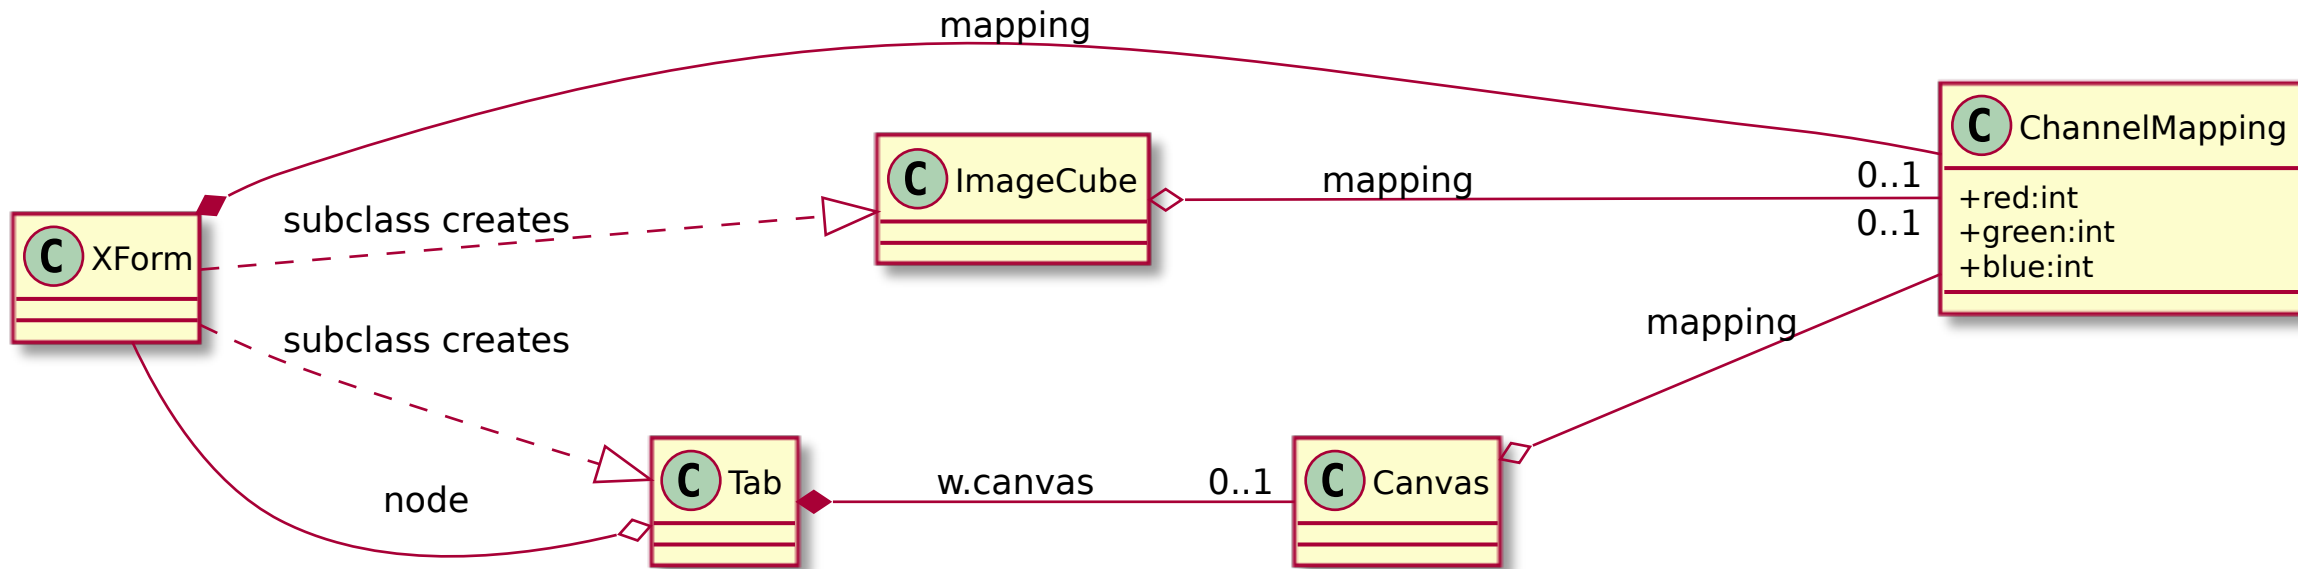 mapping
C ChannelMapping
+red:int
+green:int
+blue:int
C ImageCube
mapping
0..1
0..1
subclass creates
C XForm
subclass creates
mapping
node
C Tab
w.canvas
0..1
C Canvas